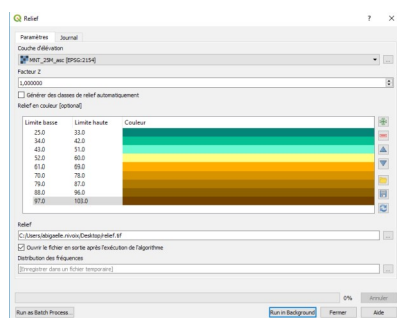 Relief
? ×
Paramètres Journal
Couche d'élévation
MNT_25M_asc [EPSG:2154]
...
Facteur Z
1,000000
Générer des classes de relief automatiquement
Relief en couleur [optional]
Limite basse Limite haute Couleur
25.0 33.0
34.0 42.0
43.0 51.0
52.0 60.0
61.0 69.0
70.0 78.0
79.0 87.0
88.0 96.0
97.0 103.0
Relief
C:/Users/abigaelle.nivoix/Desktop/relief.tif
...
Ouvrir le fichier en sortie après l'exécution de l'algorithme
Distribution des fréquences
[Enregistrer dans un fichier temporaire]
...
0% Annuler
Run as Batch Process... Run in Background Fermer Aide